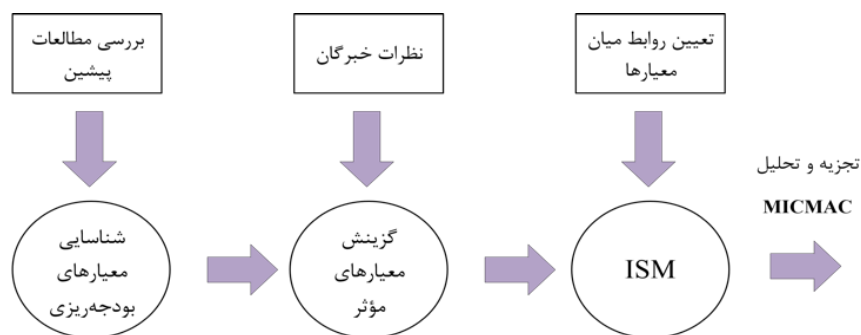 بررسی مطالعات
پیشین
نظرات خبرگان
تعیین روابط میان
معیارها
تجزیه و تحلیل
MICMAC
شناسایی
معیارهای
بودجه‌ریزی
گزینش
معیارهای
مؤثر
ISM